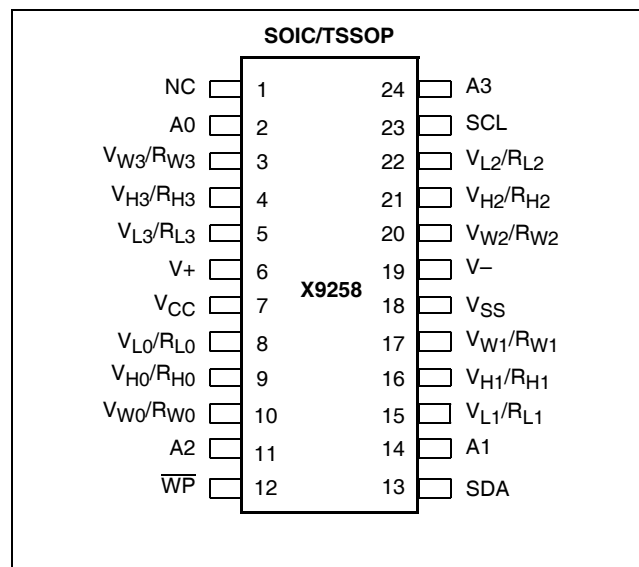 SOIC/TSSOP
NC 1 24 A3
A0 2 23 SCL
VW3/RW3 3 22 VL2/RL2
VH3/RH3 4 21 VH2/RH2
VL3/RL3 5 20 VW2/RW2
V+ 6 19 V–
X9258
VCC 7 18 VSS
VL0/RL0 8 17 VW1/RW1
VH0/RH0 9 16 VH1/RH1
VW0/RW0 10 15 VL1/RL1
A2 11 14 A1
W̅P̅ 12 13 SDA